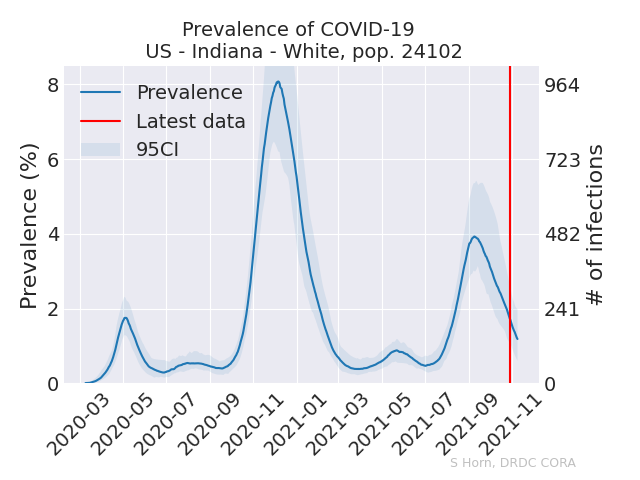 Prevalence of COVID-19
US - Indiana - White, pop. 24102
Prevalence
Latest data
95CI
Prevalence (%)
8
6
4
2
0
964
723
482
241
0
# of infections
2020-03
2020-05
2020-07
2020-09
2020-11
2021-01
2021-03
2021-05
2021-07
2021-09
2021-11
S Horn, DRDC CORA